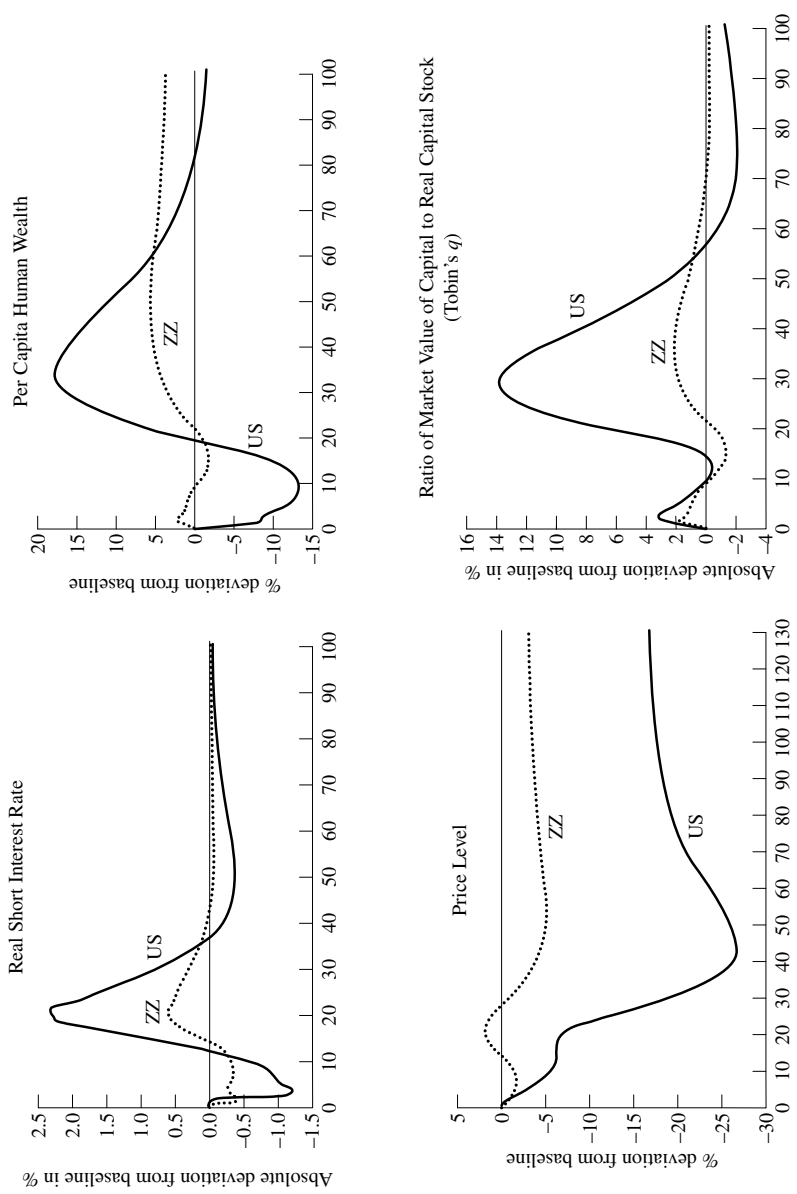 Real Short Interest Rate
Absolute deviation from baseline in %
2.5
2.0
1.5
1.0
0.5
0.0
−0.5
−1.0
−1.5
US
ZZ
0 10 20 30 40 50 60 70 80 90 100
Per Capita Human Wealth
% deviation from baseline
20
15
10
5
0
−5
−10
−15
ZZ
US
0 10 20 30 40 50 60 70 80 90 100
Price Level
% deviation from baseline
5
0
−5
−10
−15
−20
−25
−30
ZZ
US
0 10 20 30 40 50 60 70 80 90 100 110 120 130
Ratio of Market Value of Capital to Real Capital Stock
(Tobin's q)
Absolute deviation from baseline in %
16
14
12
10
8
6
4
2
0
−2
−4
US
ZZ
0 10 20 30 40 50 60 70 80 90 100